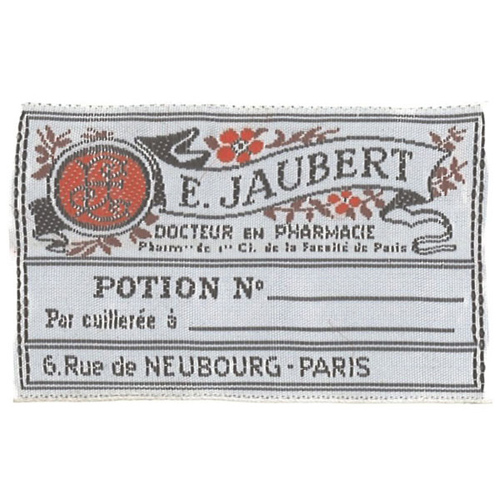 E. JAUBERT
DOCTEUR EN PHARMACIE
Pharm en de 1re Cl. de la Faculté de Paris
POTION No
Par cuillerée à
6.Rue de NEUBOURG - PARIS